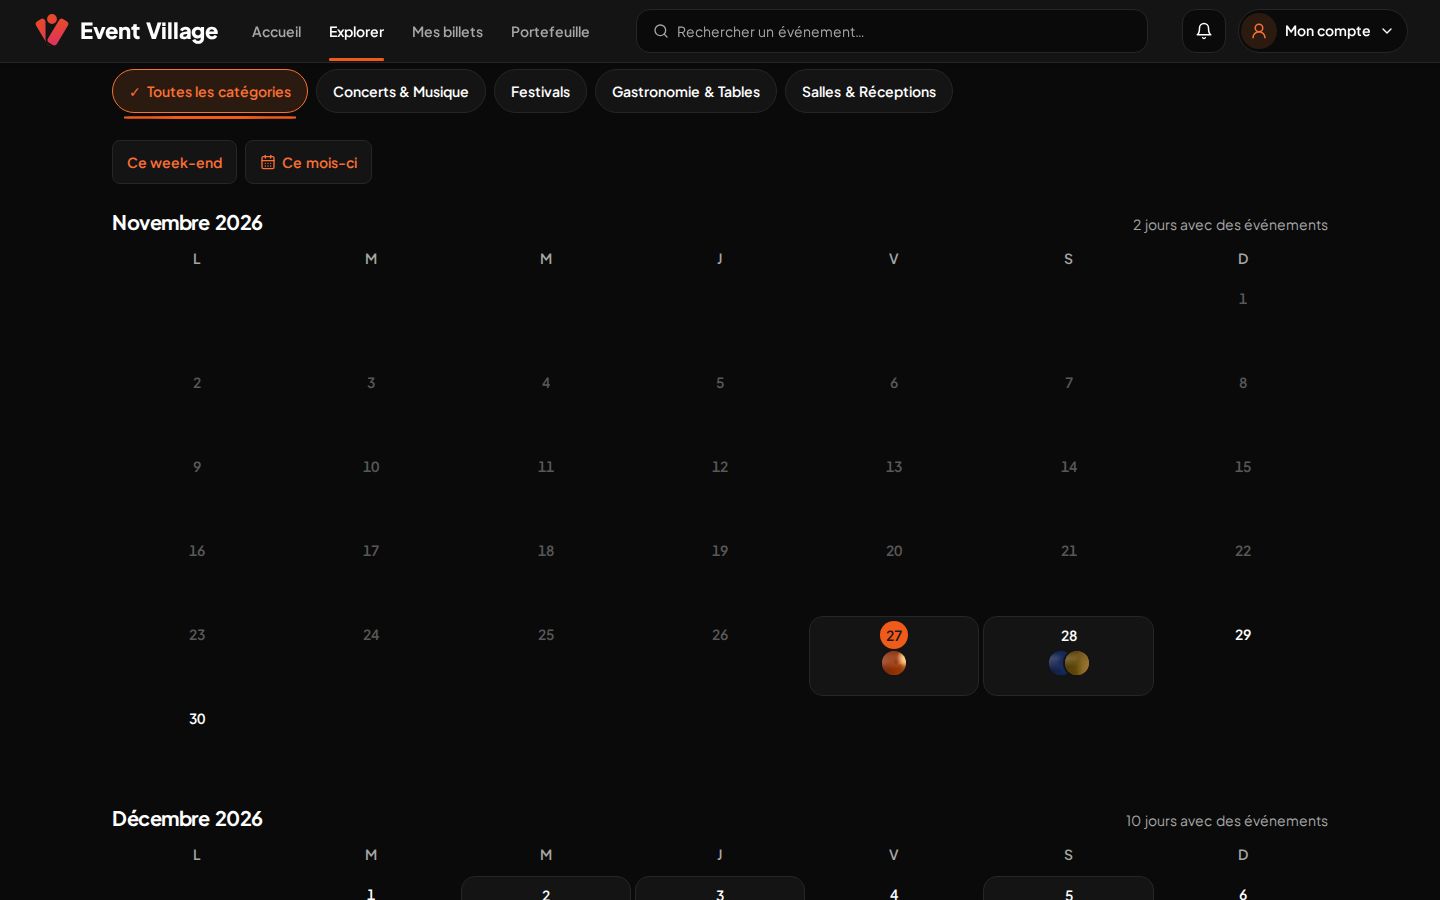 Event Village Accueil Explorer Mes billets Portefeuille Rechercher un événement... Mon compte
✓ Toutes les catégories Concerts & Musique Festivals Gastronomie & Tables Salles & Réceptions
Ce week-end Ce mois-ci
Novembre 2026 2 jours avec des événements
L M M J V S D
1
2 3 4 5 6 7 8
9 10 11 12 13 14 15
16 17 18 19 20 21 22
23 24 25 26 27 28 29
30
Décembre 2026 10 jours avec des événements
L M M J V S D
1 2 3 4 5 6